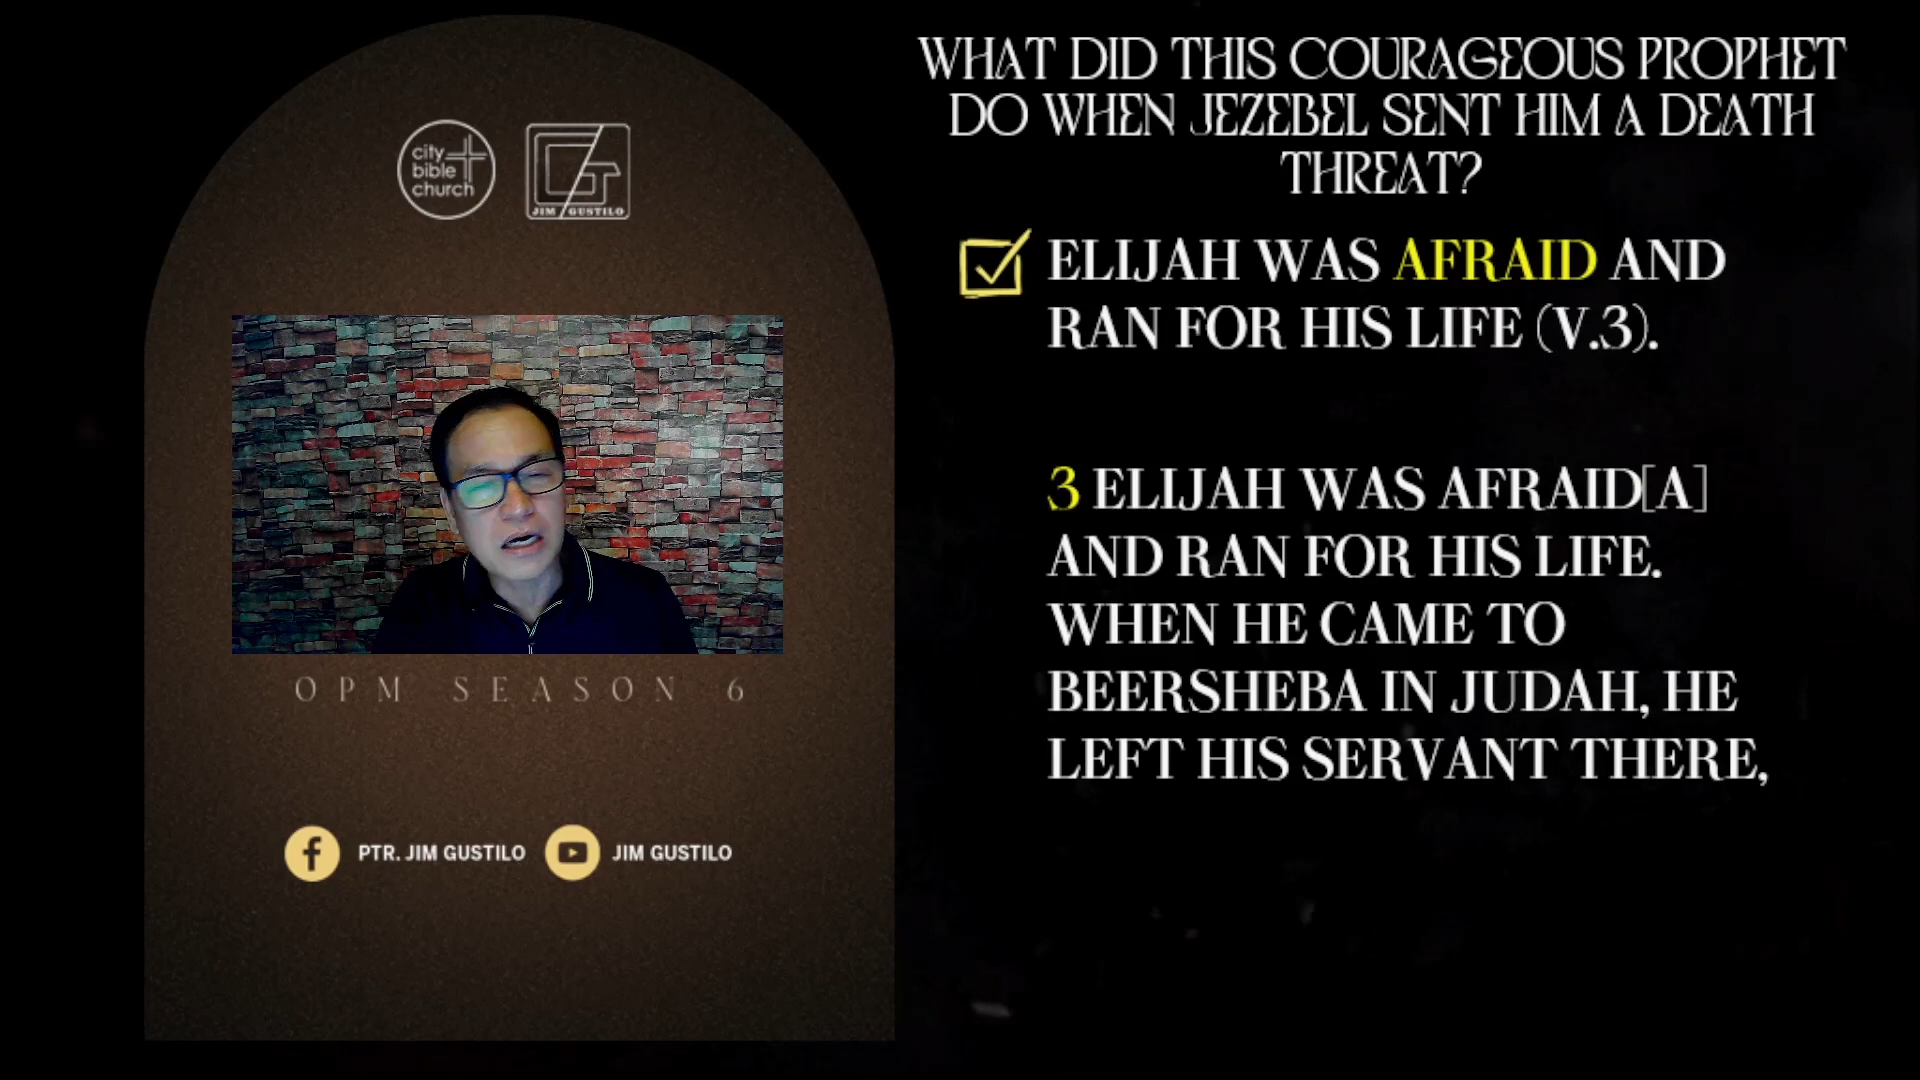 city
bible
church
JIM GUSTILO
OPM SEASON 6
PTR. JIM GUSTILO
JIM GUSTILO
WHAT DID THIS COURAGEOUS PROPHET
DO WHEN JEZEBEL SENT HIM A DEATH
THREAT?
ELIJAH WAS AFRAID AND
RAN FOR HIS LIFE (V.3).
3 ELIJAH WAS AFRAID[A]
AND RAN FOR HIS LIFE.
WHEN HE CAME TO
BEERSHEBA IN JUDAH, HE
LEFT HIS SERVANT THERE,